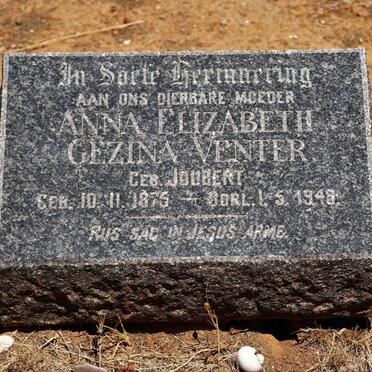 In Soete Herinnering
AAN ONS DIERBARE MOEDER
ANNA ELIZABETH
GEZINA VENTER
GEB. JOUBERT
GEB. 10.11.1875 — OORL. 1.5.1948.
RUS SAG IN JESUS ARME.